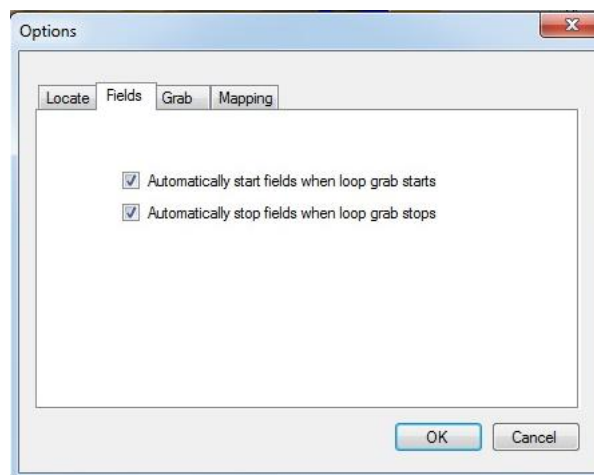 Options
Locate Fields Grab Mapping
Automatically start fields when loop grab starts
Automatically stop fields when loop grab stops
OK Cancel